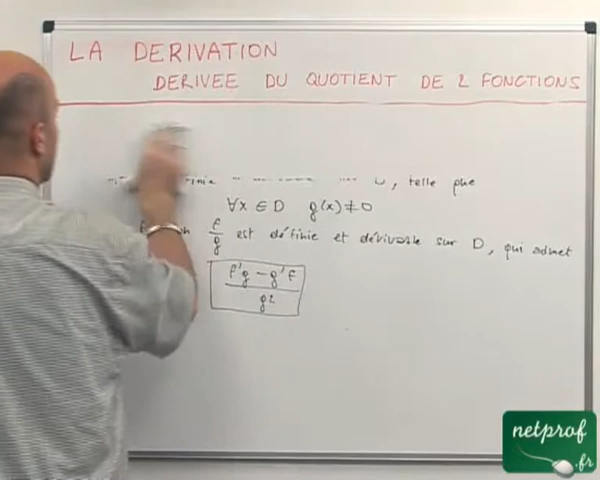 LA DERIVATION
DERIVEE DU QUOTIENT DE 2 FONCTIONS
, telle que
∀x ∈ D g(x) ≠ 0
f/g est définie et dérivable sur D, qui admet
f'g - g'f
g²
netprof
.fr